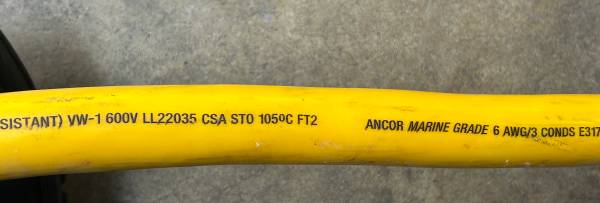 SISTANT) VW-1 600V LL22035 CSA STO 105ºC FT2 ANCOR MARINE GRADE 6 AWG/3 CONDS E317